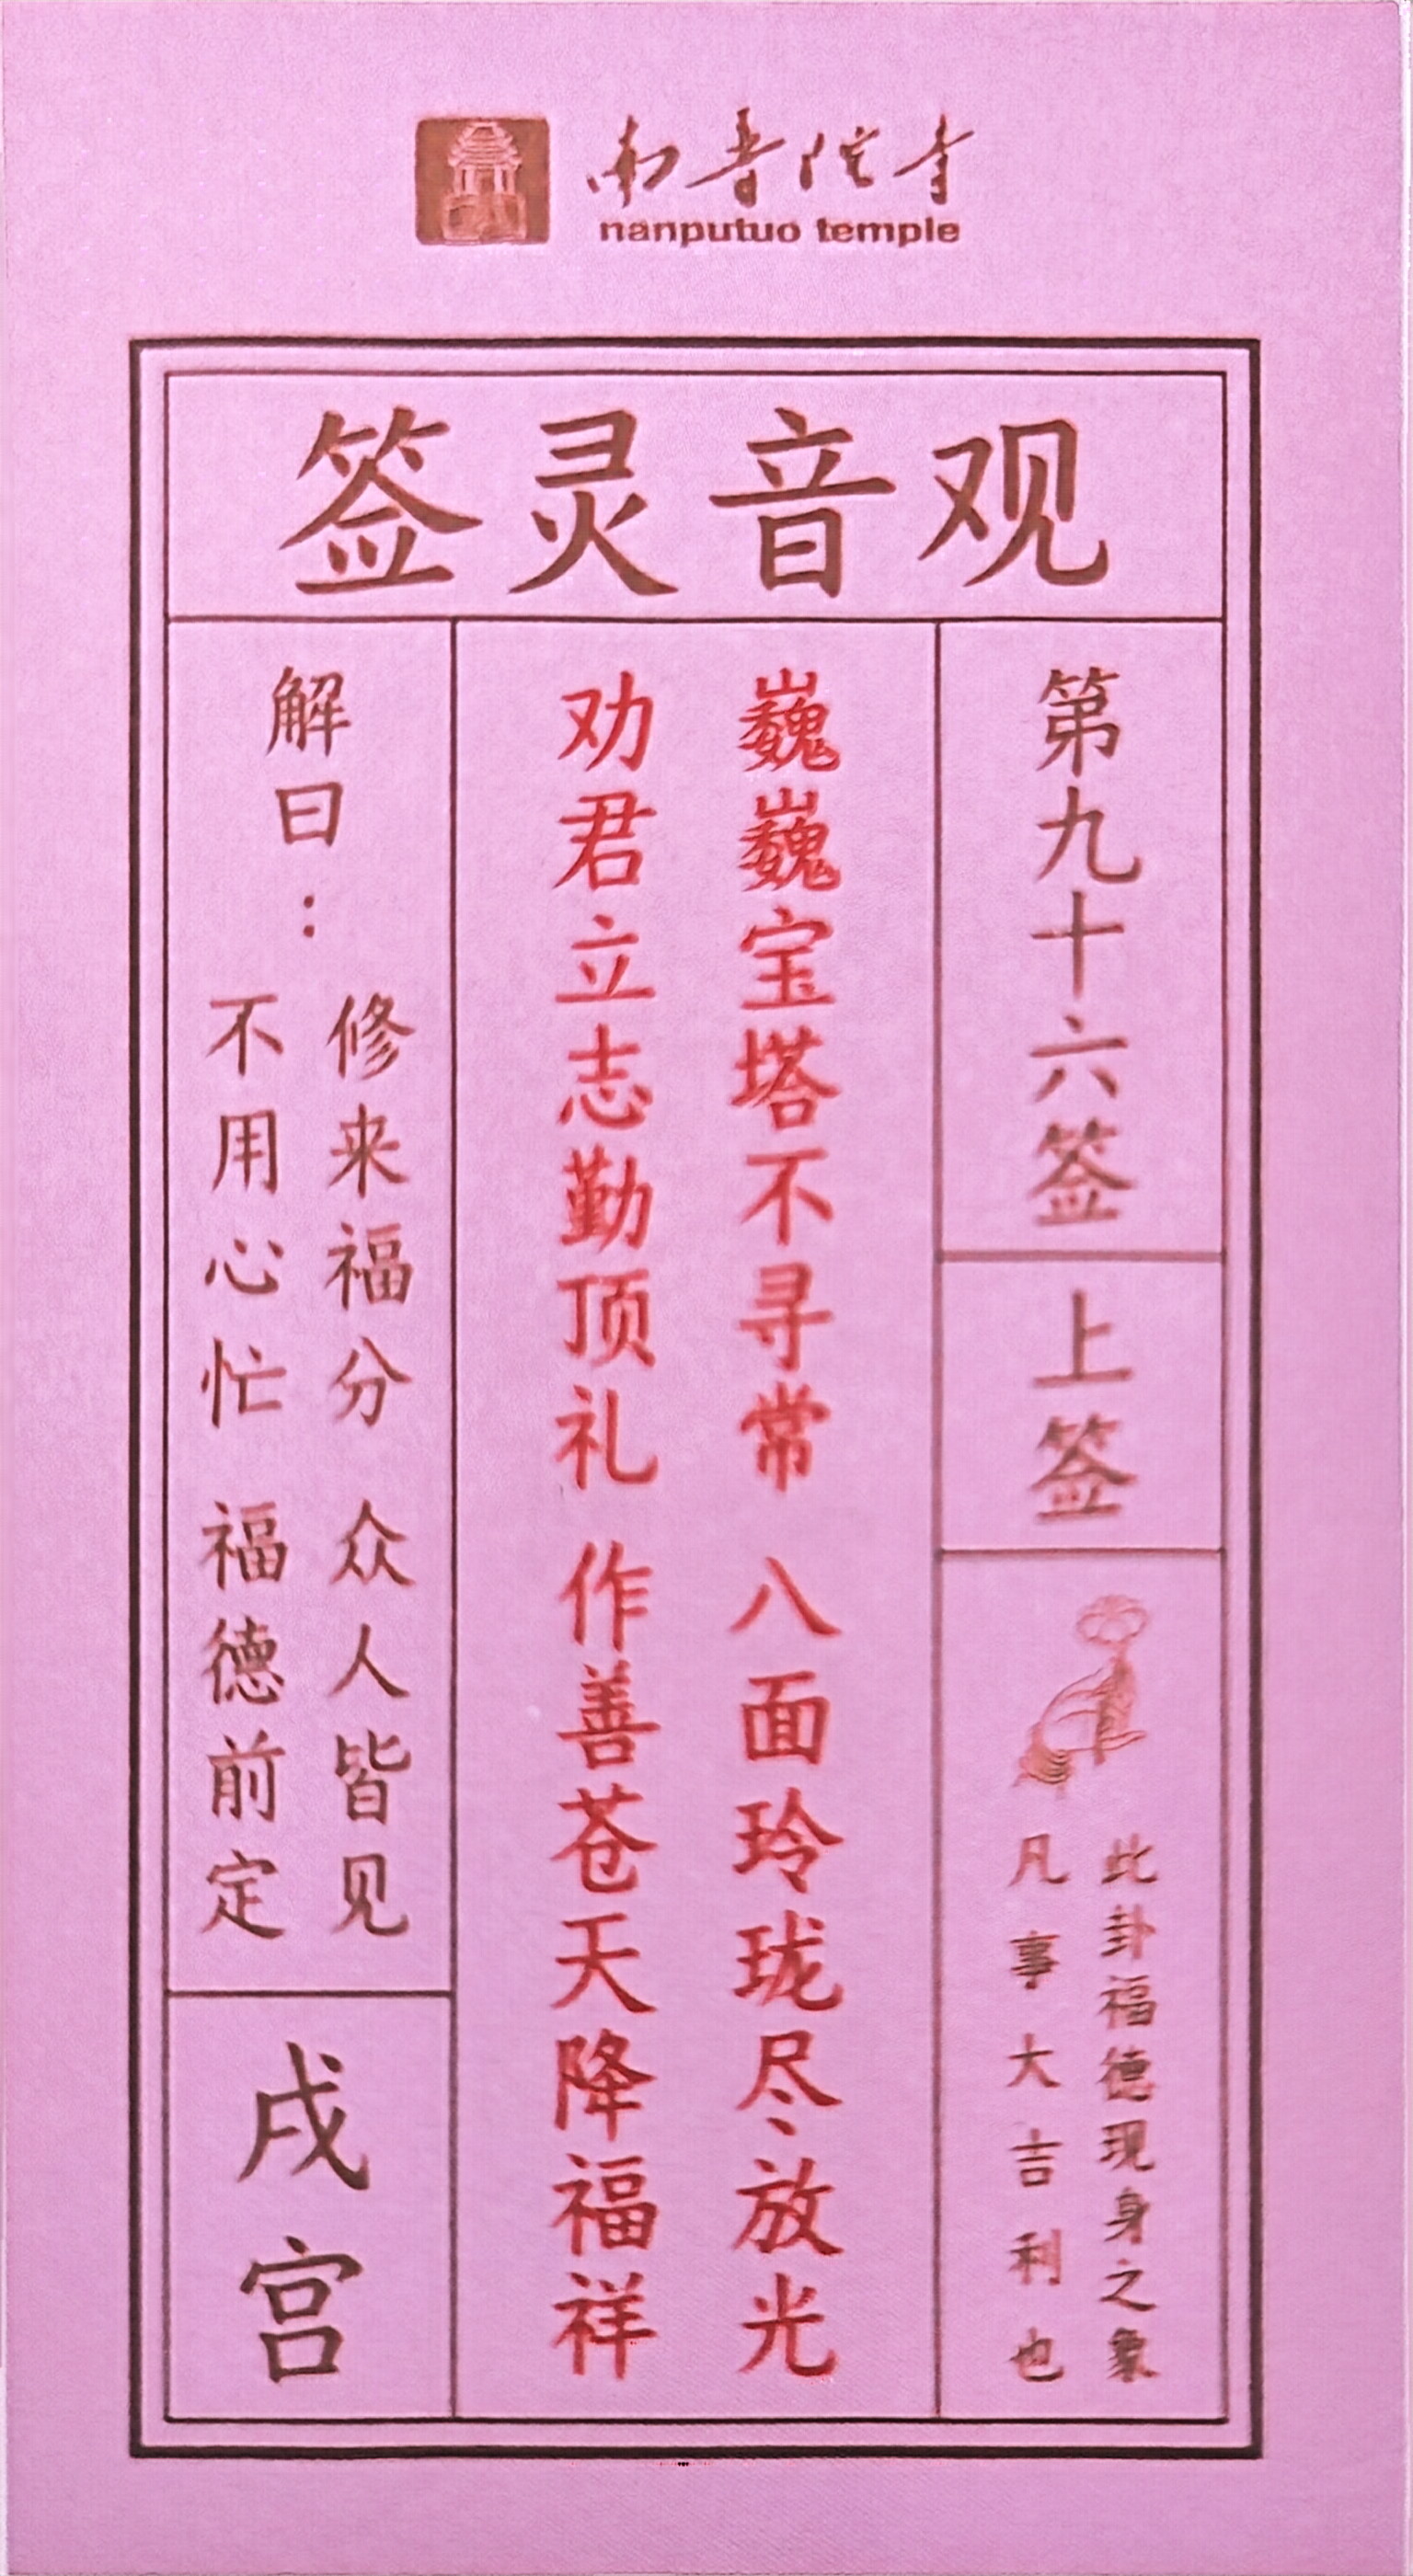 南普陀寺
nanputuo temple
观音灵签
第九十六签
上签
此卦福德现身之象
凡事大吉利也
巍巍宝塔不寻常 八面玲珑尽放光
劝君立志勤顶礼 作善苍天降福祥
解曰：
修来福分 众人皆见
不用心忙 福德前定
戌宫